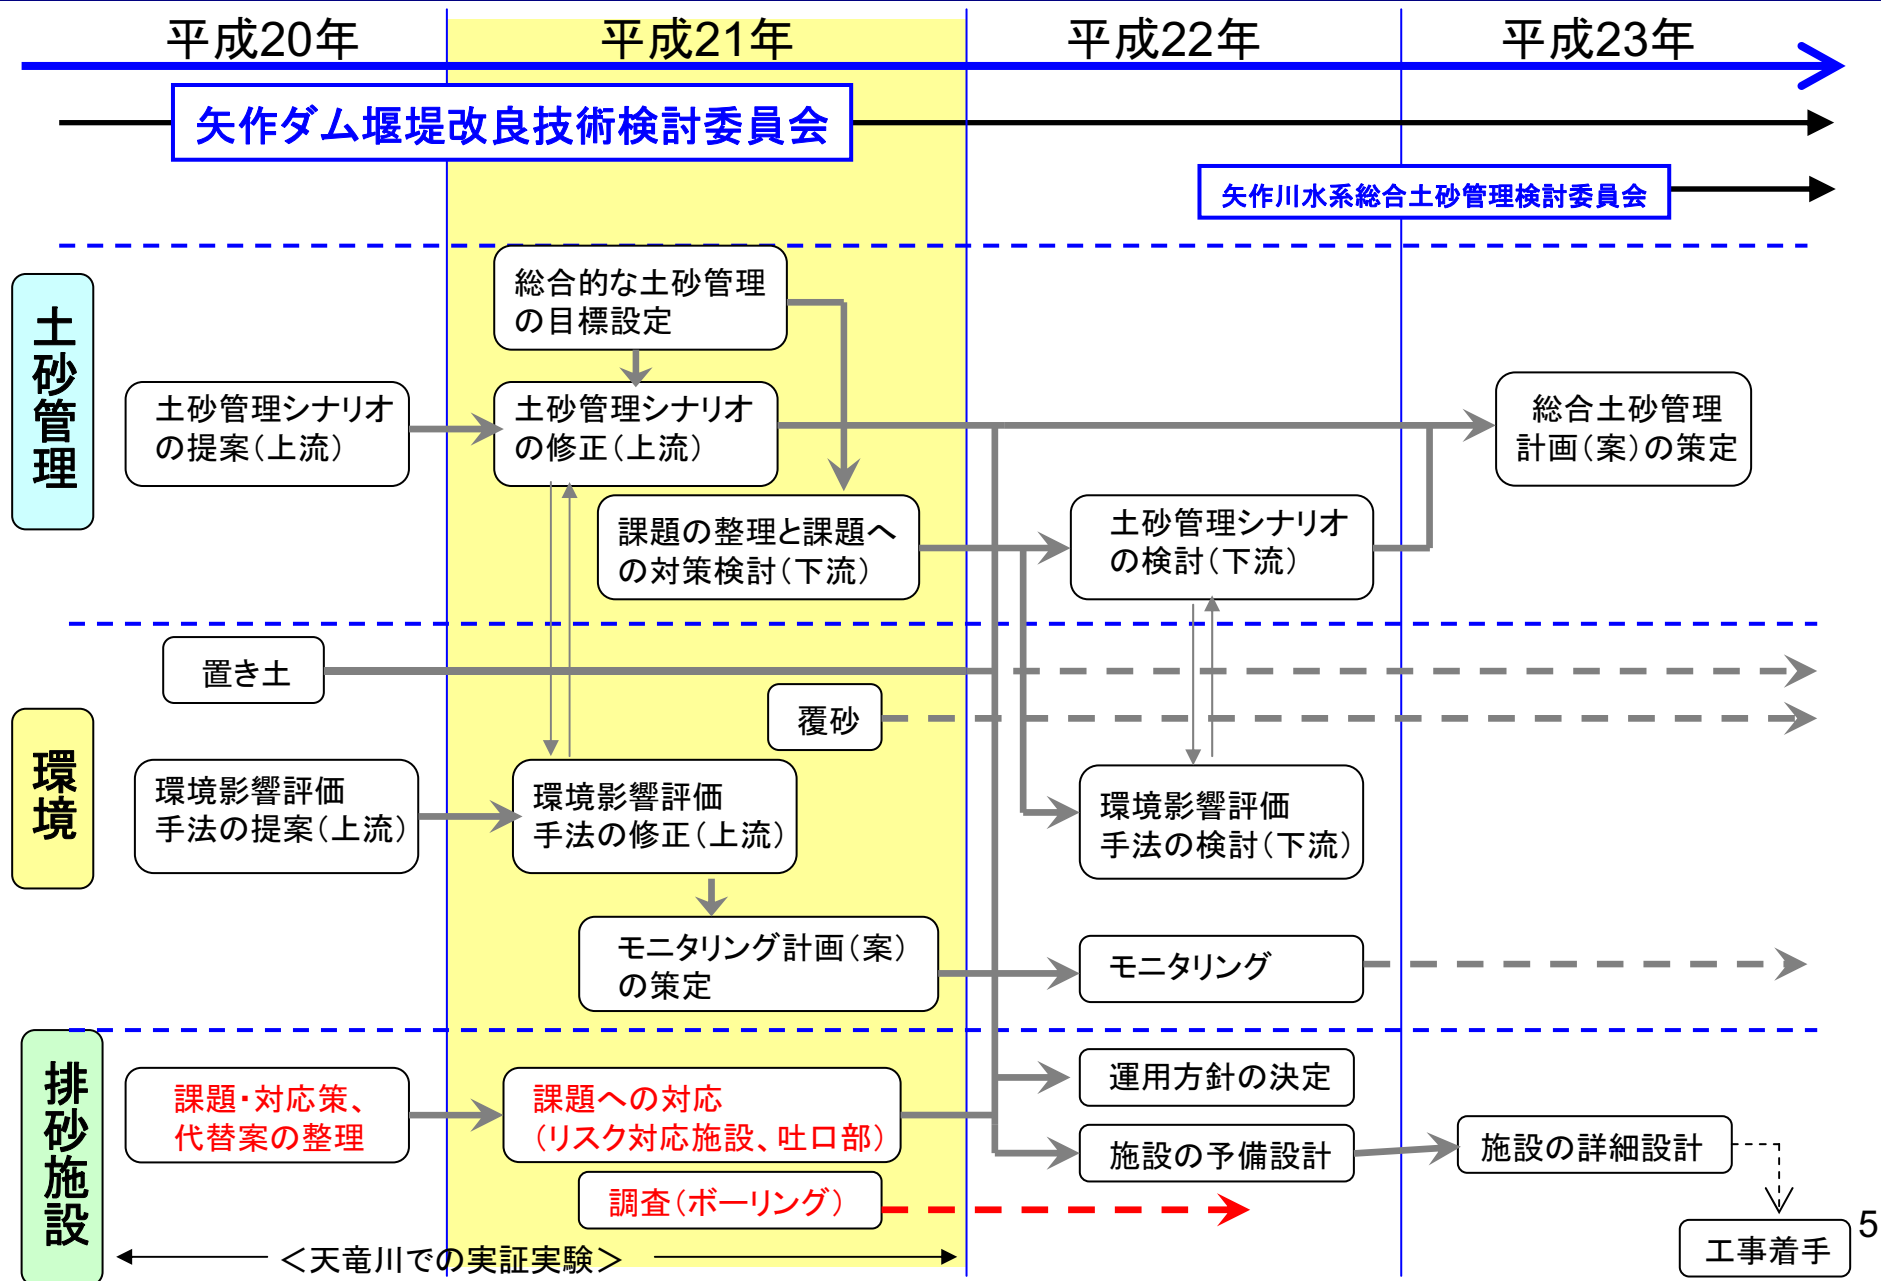 平成20年
平成21年
平成22年
平成23年
矢作ダム堰堤改良技術検討委員会
矢作川水系総合土砂管理検討委員会
土砂管理
総合的な土砂管理
の目標設定
土砂管理シナリオ
の提案(上流)
土砂管理シナリオ
の修正(上流)
総合土砂管理
計画(案)の策定
課題の整理と課題へ
の対策検討(下流)
土砂管理シナリオ
の検討(下流)
環境
置き土
覆砂
環境影響評価
手法の提案(上流)
環境影響評価
手法の修正(上流)
環境影響評価
手法の検討(下流)
モニタリング計画(案)
の策定
モニタリング
排砂施設
課題・対応策、
代替案の整理
課題への対応
(リスク対応施設、吐口部)
運用方針の決定
施設の予備設計
施設の詳細設計
調査(ボーリング)
<天竜川での実証実験>
工事着手
5